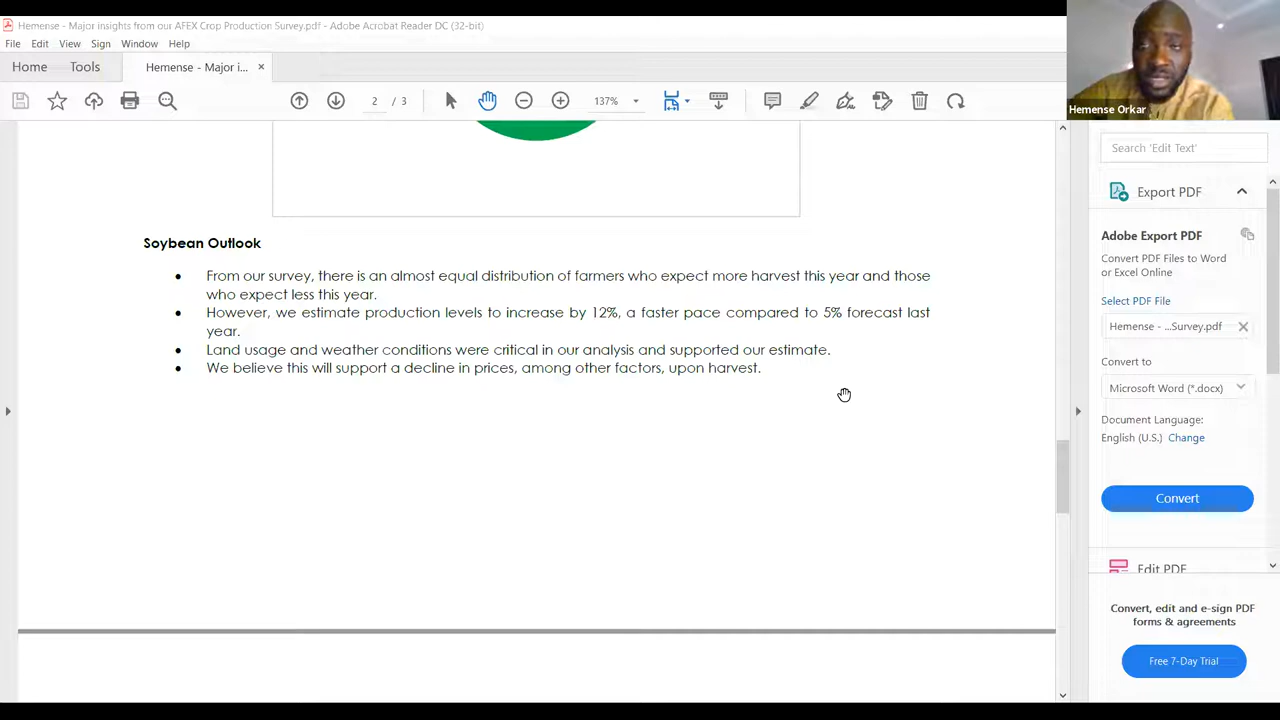 Hemense - Major insights from our AFEX Crop Production Survey.pdf - Adobe Acrobat Reader DC (32-bit)
File Edit View Sign Window Help
Home Tools Hemense - Major i... ×
2 / 3 137%
Hemense Orkar
Soybean Outlook
• From our survey, there is an almost equal distribution of farmers who expect more harvest this year and those
who expect less this year.
• However, we estimate production levels to increase by 12%, a faster pace compared to 5% forecast last
year.
• Land usage and weather conditions were critical in our analysis and supported our estimate.
• We believe this will support a decline in prices, among other factors, upon harvest.
Search 'Edit Text'
Export PDF
Adobe Export PDF
Convert PDF Files to Word
or Excel Online
Select PDF File
Hemense - ...Survey.pdf ×
Convert to
Microsoft Word (*.docx)
Document Language:
English (U.S.) Change
Convert
Edit PDF
Convert, edit and e-sign PDF
forms & agreements
Free 7-Day Trial